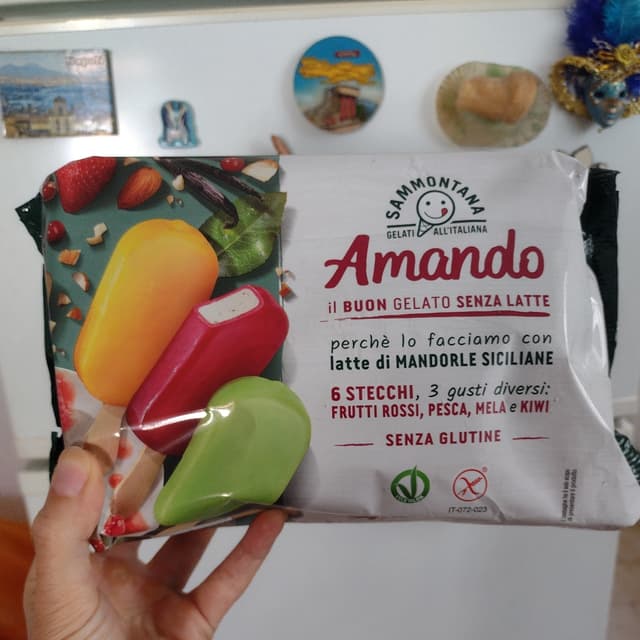 SAMMONTANA
GELATI ALL'ITALIANA
Amando
il BUON GELATO SENZA LATTE
perchè lo facciamo con
latte di MANDORLE SICILIANE
6 STECCHI, 3 gusti diversi:
FRUTTI ROSSI, PESCA, MELA e KIWI
SENZA GLUTINE
IT-072-023